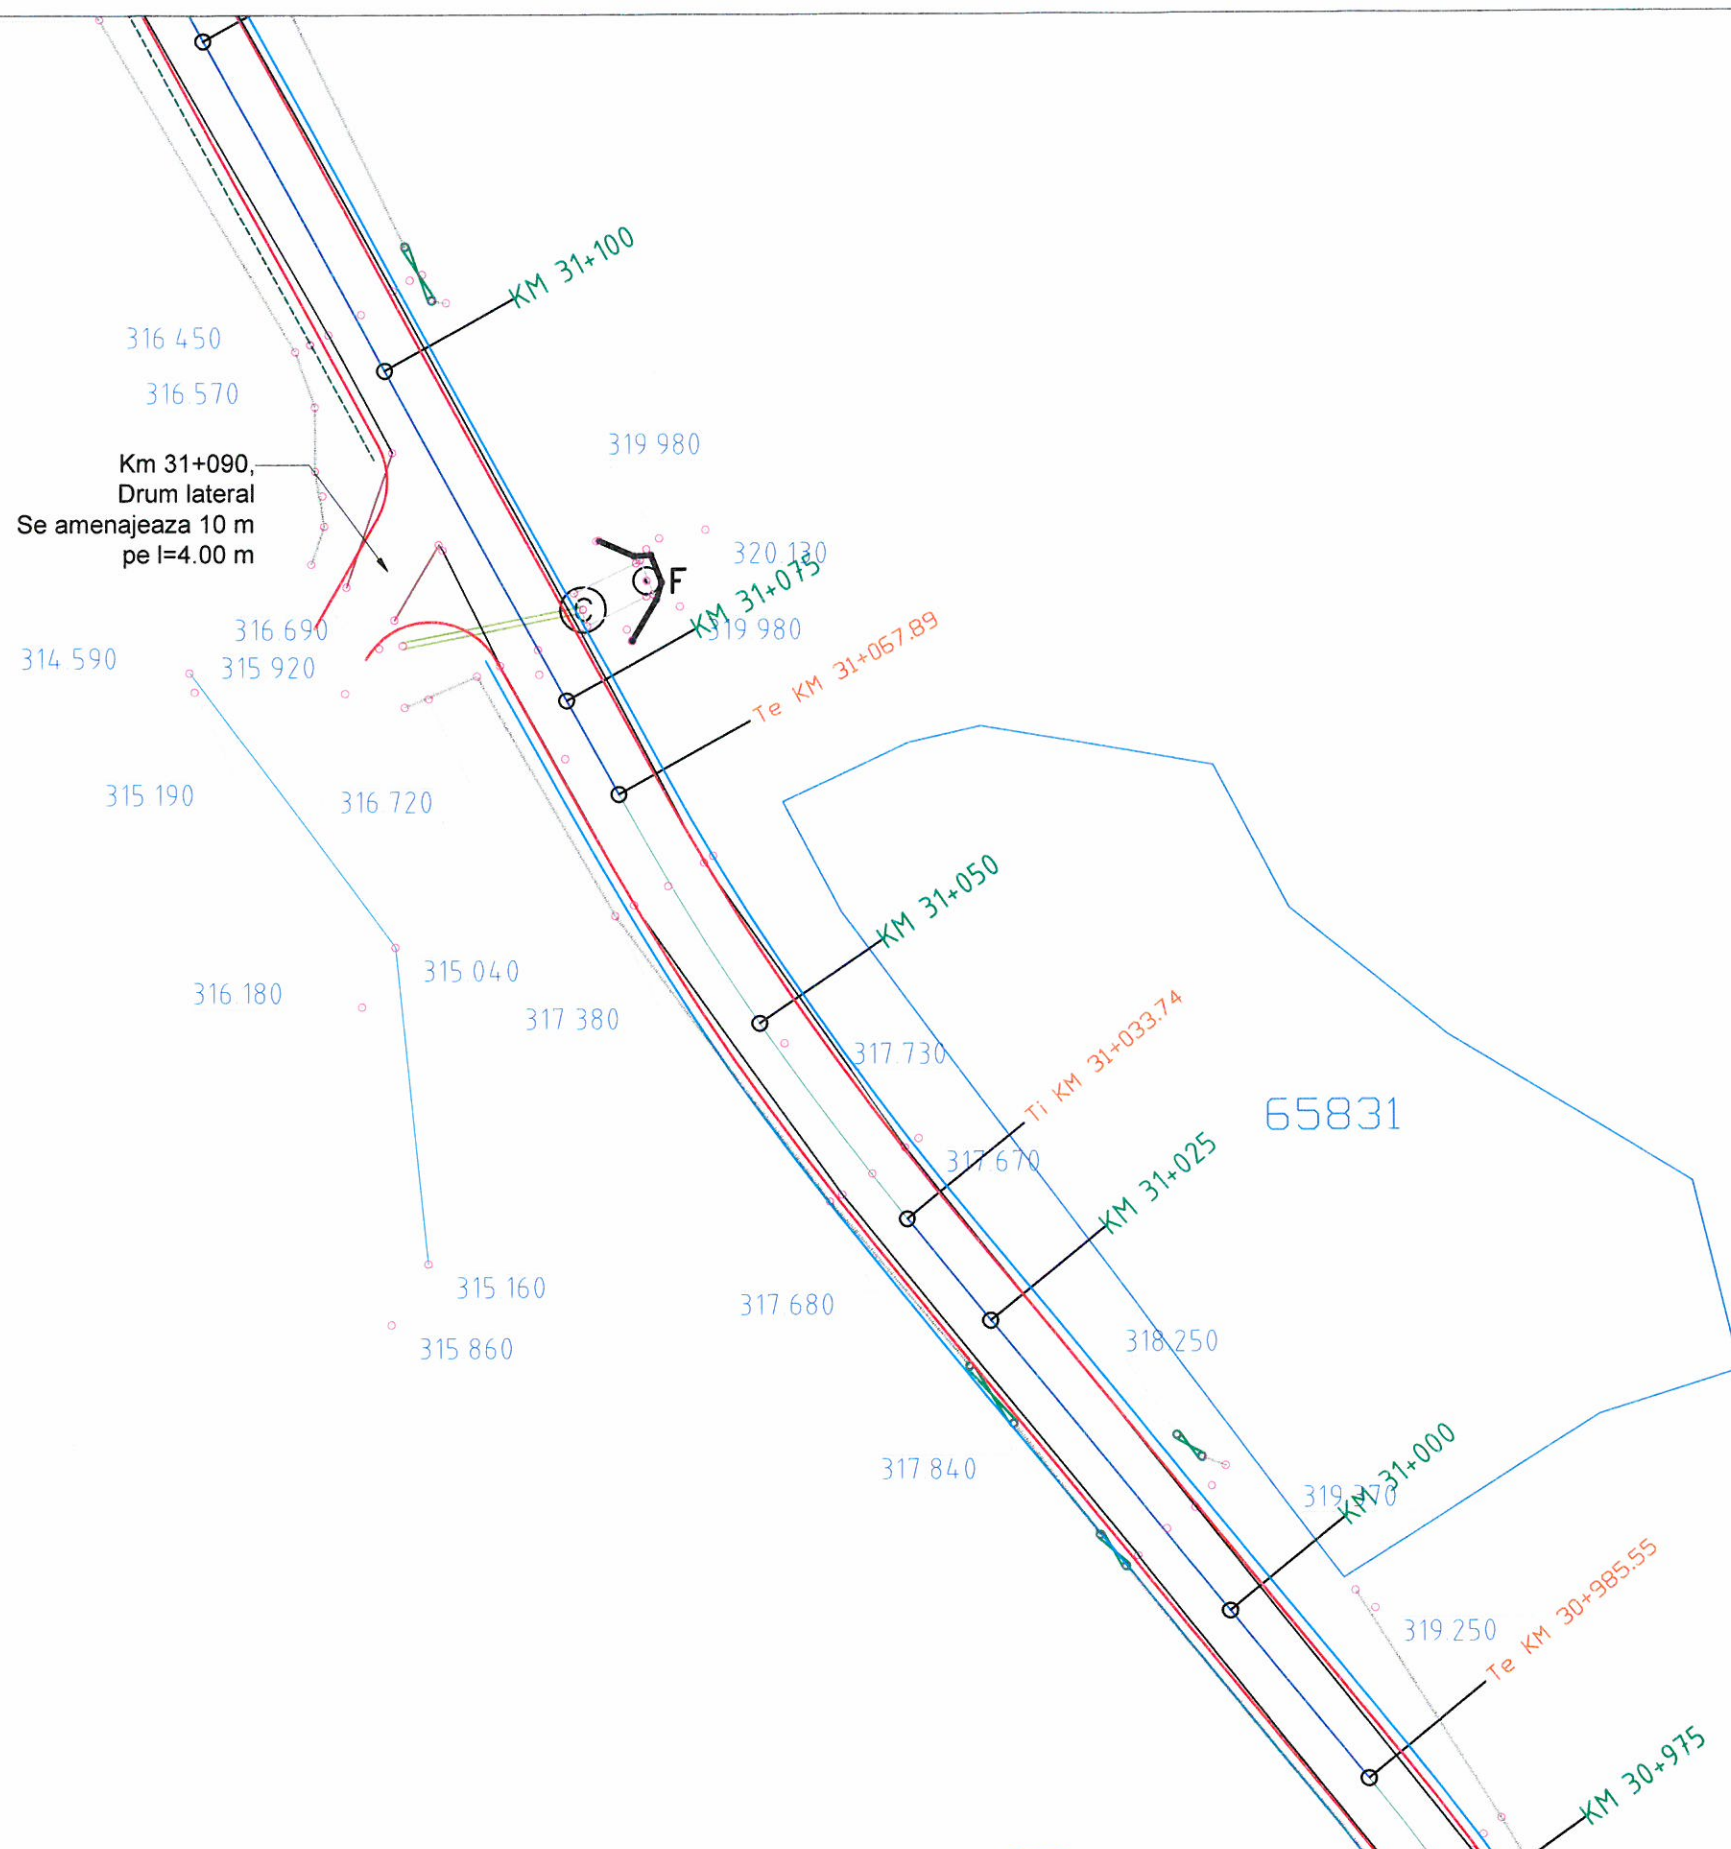 KM 31+100
316 450
316.570
319 980
Km 31+090,
Drum lateral
Se amenajeaza 10 m
pe l=4.00 m
320.130
F
C
KM 31+075
319 980
316 690
314 590
315 920
Te KM 31+067.89
315 190
316 720
KM 31+050
315 040
316.180
317 380
317.730
Ti KM 31+033.74
65831
317.670
KM 31+025
315 160
317 680
318.250
315 860
317 840
KM 31+000
Te KM 30+985.55
319.250
KM 30+975